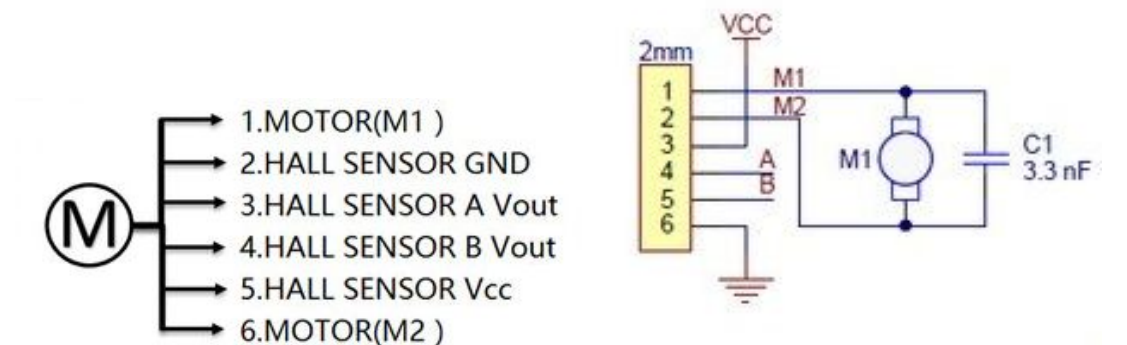 M
1.MOTOR(M1 )
2.HALL SENSOR GND
3.HALL SENSOR A Vout
4.HALL SENSOR B Vout
5.HALL SENSOR Vcc
6.MOTOR(M2 )
VCC
2mm
1
2
3
4
5
6
M1
M2
A
B
M1
C1
3.3 nF